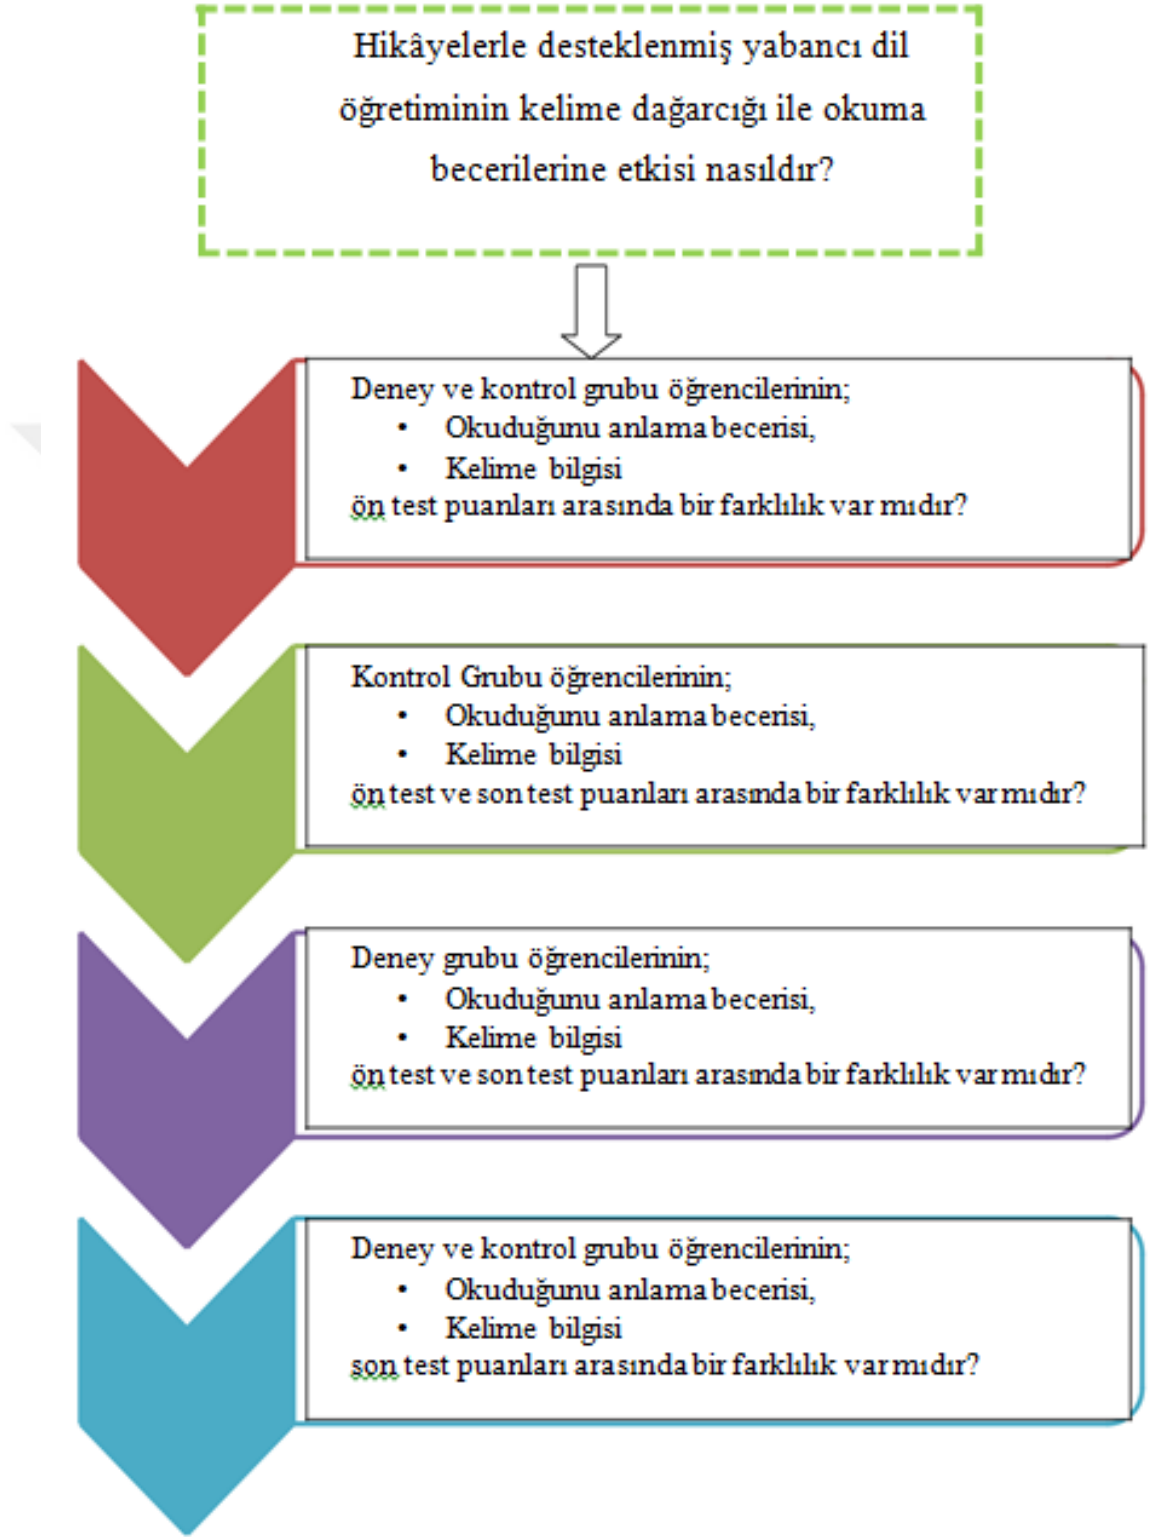 Hikâyelerle desteklenmiş yabancı dil
öğretiminin kelime dağarcığı ile okuma
becerilerine etkisi nasıldır?
Deney ve kontrol grubu öğrencilerinin;
• Okuduğunu anlama becerisi,
• Kelime bilgisi
ön test puanları arasında bir farklılık var mıdır?
Kontrol Grubu öğrencilerinin;
• Okuduğunu anlama becerisi,
• Kelime bilgisi
ön test ve son test puanları arasında bir farklılık var mıdır?
Deney grubu öğrencilerinin;
• Okuduğunu anlama becerisi,
• Kelime bilgisi
ön test ve son test puanları arasında bir farklılık var mıdır?
Deney ve kontrol grubu öğrencilerinin;
• Okuduğunu anlama becerisi,
• Kelime bilgisi
son test puanları arasında bir farklılık var mıdır?